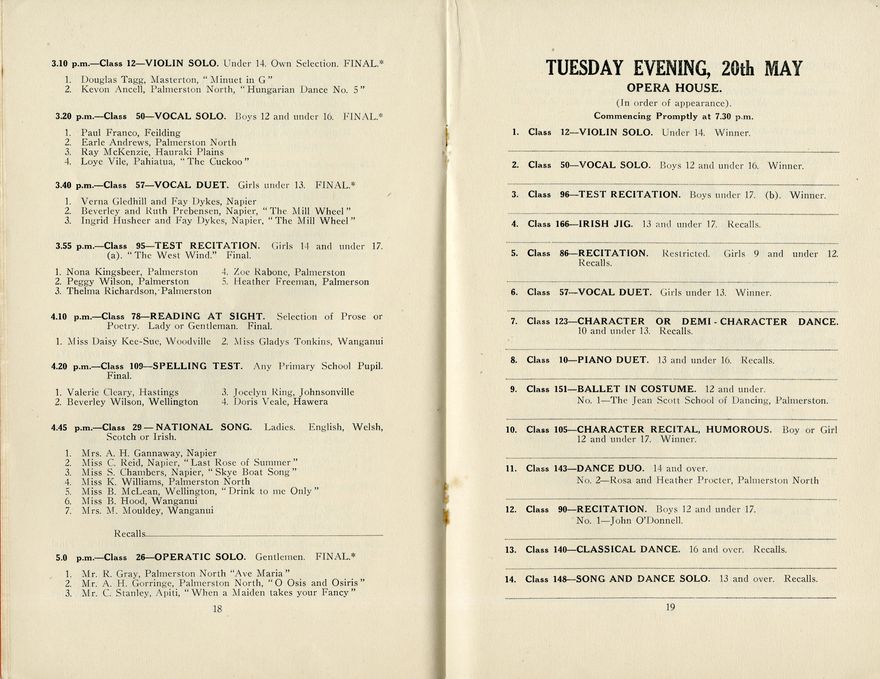 3.10 p.m.—Class 12—VIOLIN SOLO. Under 14. Own Selection. FINAL.*
1. Douglas Tagg, Masterton, "Minuet in G"
2. Kevon Ancell, Palmerston North, "Hungarian Dance No. 5"
3.20 p.m.—Class 50—VOCAL SOLO. Boys 12 and under 16. FINAL.*
1. Paul Franco, Feilding
2. Earle Andrews, Palmerston North
3. Ray McKenzie, Hauraki Plains
4. Loye Vile, Pahiatua, "The Cuckoo"
3.40 p.m.—Class 57—VOCAL DUET. Girls under 13. FINAL.*
1. Verna Gledhill and Fay Dykes, Napier
2. Beverley and Ruth Prebensen, Napier, "The Mill Wheel"
3. Ingrid Husheer and Fay Dykes, Napier, "The Mill Wheel"
3.55 p.m.—Class 95—TEST RECITATION. Girls 14 and under 17.
(a). "The West Wind." Final.
1. Nona Kingsbeer, Palmerston 4. Zoe Rabone, Palmerston
2. Peggy Wilson, Palmerston 5. Heather Freeman, Palmerson
3. Thelma Richardson, Palmerston
4.10 p.m.—Class 78—READING AT SIGHT. Selection of Prose or
Poetry. Lady or Gentleman. Final.
1. Miss Daisy Kee-Sue, Woodville 2. Miss Gladys Tonkins, Wanganui
4.20 p.m.—Class 109—SPELLING TEST. Any Primary School Pupil.
Final.
1. Valerie Cleary, Hastings 3. Jocelyn Ring, Johnsonville
2. Beverley Wilson, Wellington 4. Doris Veale, Hawera
4.45 p.m.—Class 29—NATIONAL SONG. Ladies. English, Welsh,
Scotch or Irish.
1. Mrs. A. H. Gannaway, Napier
2. Miss C. Reid, Napier, "Last Rose of Summer"
3. Miss S. Chambers, Napier, "Skye Boat Song"
4. Miss K. Williams, Palmerston North
5. Miss B. McLean, Wellington, "Drink to me Only"
6. Miss B. Hood, Wanganui
7. Mrs. M. Mouldey, Wanganui
Recalls
5.0 p.m.—Class 26—OPERATIC SOLO. Gentlemen. FINAL.*
1. Mr. R. Gray, Palmerston North "Ave Maria"
2. Mr. A. H. Gorringe, Palmerston North, "O Osis and Osiris"
3. Mr. C. Stanley, Apiti, "When a Maiden takes your Fancy"
18
TUESDAY EVENING, 20th MAY
OPERA HOUSE.
(In order of appearance).
Commencing Promptly at 7.30 p.m.
1. Class 12—VIOLIN SOLO. Under 14. Winner.
2. Class 50—VOCAL SOLO. Boys 12 and under 16. Winner.
3. Class 96—TEST RECITATION. Boys under 17. (b). Winner.
4. Class 166—IRISH JIG. 13 and under 17. Recalls.
5. Class 86—RECITATION. Restricted. Girls 9 and under 12.
Recalls.
6. Class 57—VOCAL DUET. Girls under 13. Winner.
7. Class 123—CHARACTER OR DEMI-CHARACTER DANCE.
10 and under 13. Recalls.
8. Class 10—PIANO DUET. 13 and under 16. Recalls.
9. Class 151—BALLET IN COSTUME. 12 and under.
No. 1—The Jean Scott School of Dancing, Palmerston.
10. Class 105—CHARACTER RECITAL, HUMOROUS. Boy or Girl
12 and under 17. Winner.
11. Class 143—DANCE DUO. 14 and over.
No. 2—Rosa and Heather Procter, Palmerston North
12. Class 90—RECITATION. Boys 12 and under 17.
No. 1—John O'Donnell.
13. Class 140—CLASSICAL DANCE. 16 and over. Recalls.
14. Class 148—SONG AND DANCE SOLO. 13 and over. Recalls.
19